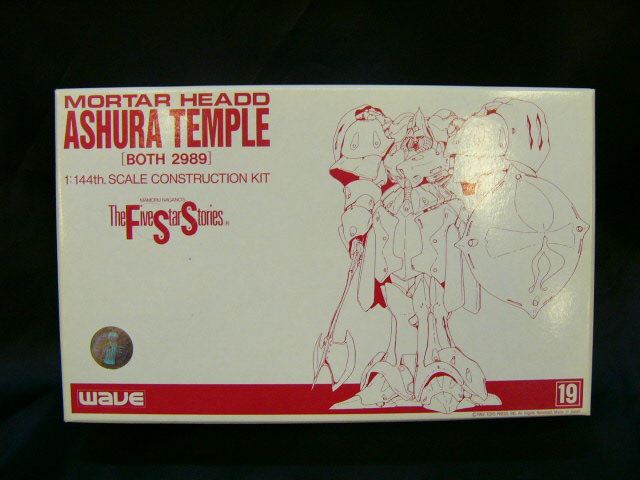 MORTAR HEADD
ASHURA TEMPLE
[BOTH 2989]
1:144th. SCALE CONSTRUCTION KIT
MAMORU NAGANO'S
The Five Star Stories®
WAVE
19